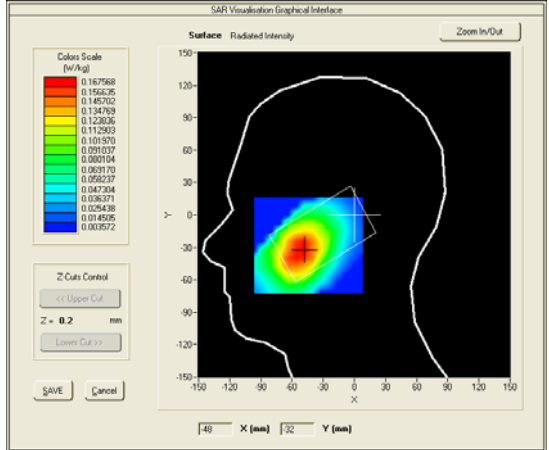 SAR Visualisation Graphical Interface
Surface Radiated Intensity
Zoom In/Out
Colors Scale
(W/kg)
0.167568
0.156635
0.145702
0.134769
0.123836
0.112903
0.101970
0.091037
0.080104
0.069170
0.058237
0.047304
0.036371
0.025438
0.014505
0.003572
Z Cuts Control
<< Upper Cut
Z = 0.2 mm
Lower Cut >>
SAVE Cancel
150-
120-
90-
60-
30-
0-
-30-
-60-
-90-
-120-
-150-
Y
-150 -120 -90 -60 -30 0 30 60 90 120 150
X
-48 X (mm) -32 Y (mm)